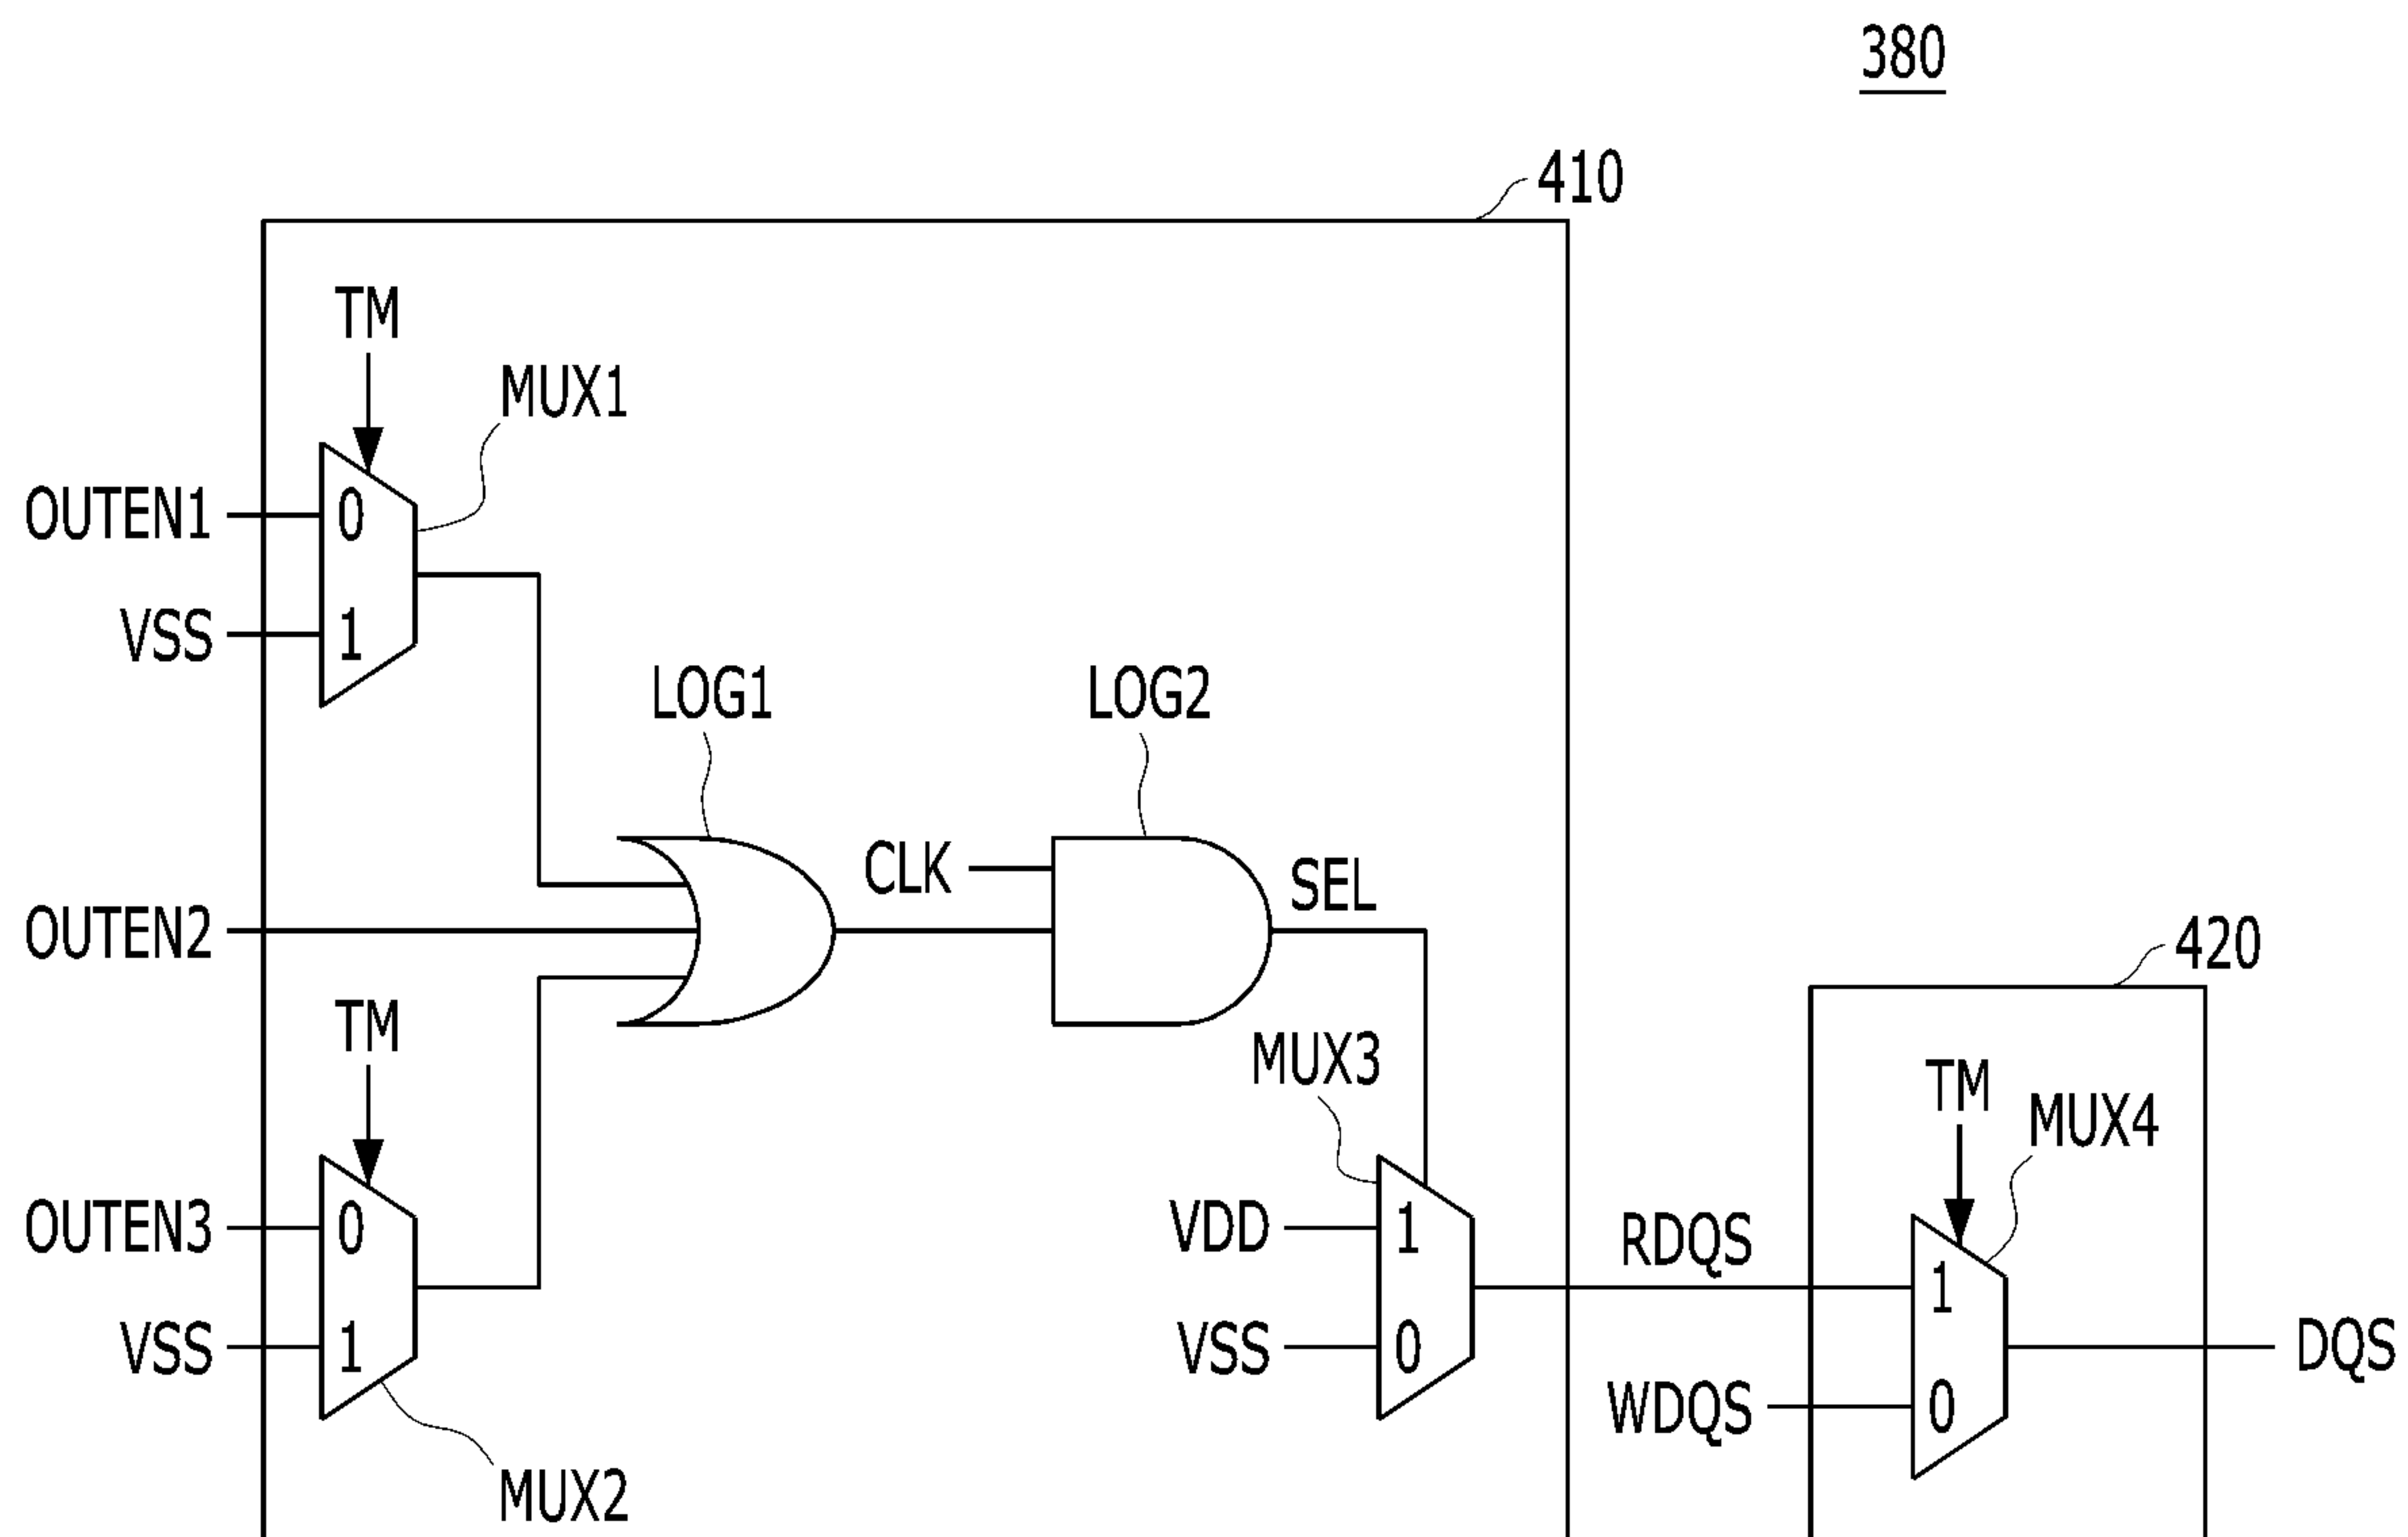 380
410
TM
MUX1
OUTEN1
0
VSS
1
LOG1
LOG2
CLK
SEL
OUTEN2
420
TM
MUX3
TM
MUX4
OUTEN3
0
VDD
1
RDQS
1
VSS
1
VSS
0
DQS
WDQS
0
MUX2